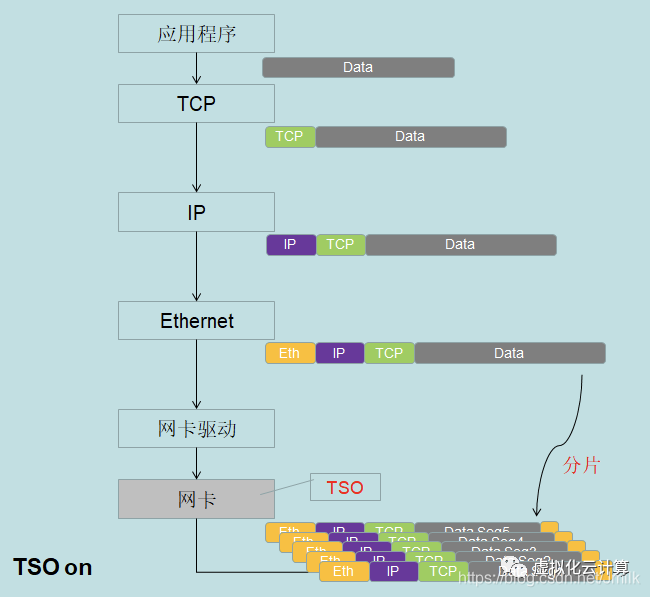 应用程序
Data
TCP
TCP Data
IP
IP TCP Data
Ethernet
Eth IP TCP Data
网卡驱动
分片
网卡
TSO
Eth IP TCP Data Seg5
Eth IP TCP Data Seg4
Eth IP TCP Data Seg3
Eth IP TCP
Eth IP TCP
TSO on
虚拟化云计算
https://blog.csdn.net/